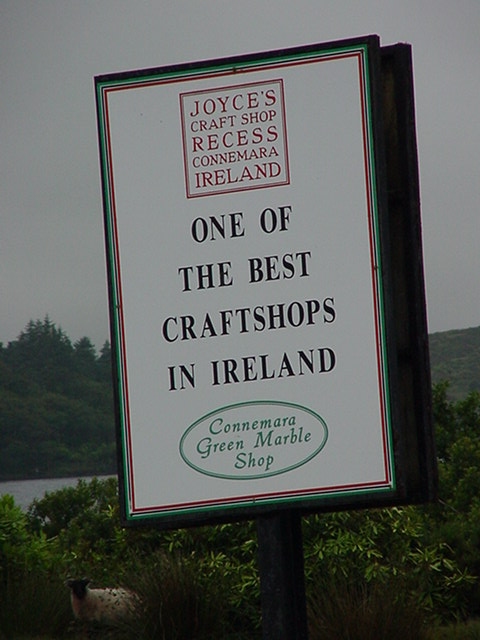 JOYCE'S
CRAFT SHOP
RECESS
CONNEMARA
IRELAND
ONE OF
THE BEST
CRAFTSHOPS
IN IRELAND
Connemara
Green Marble
Shop